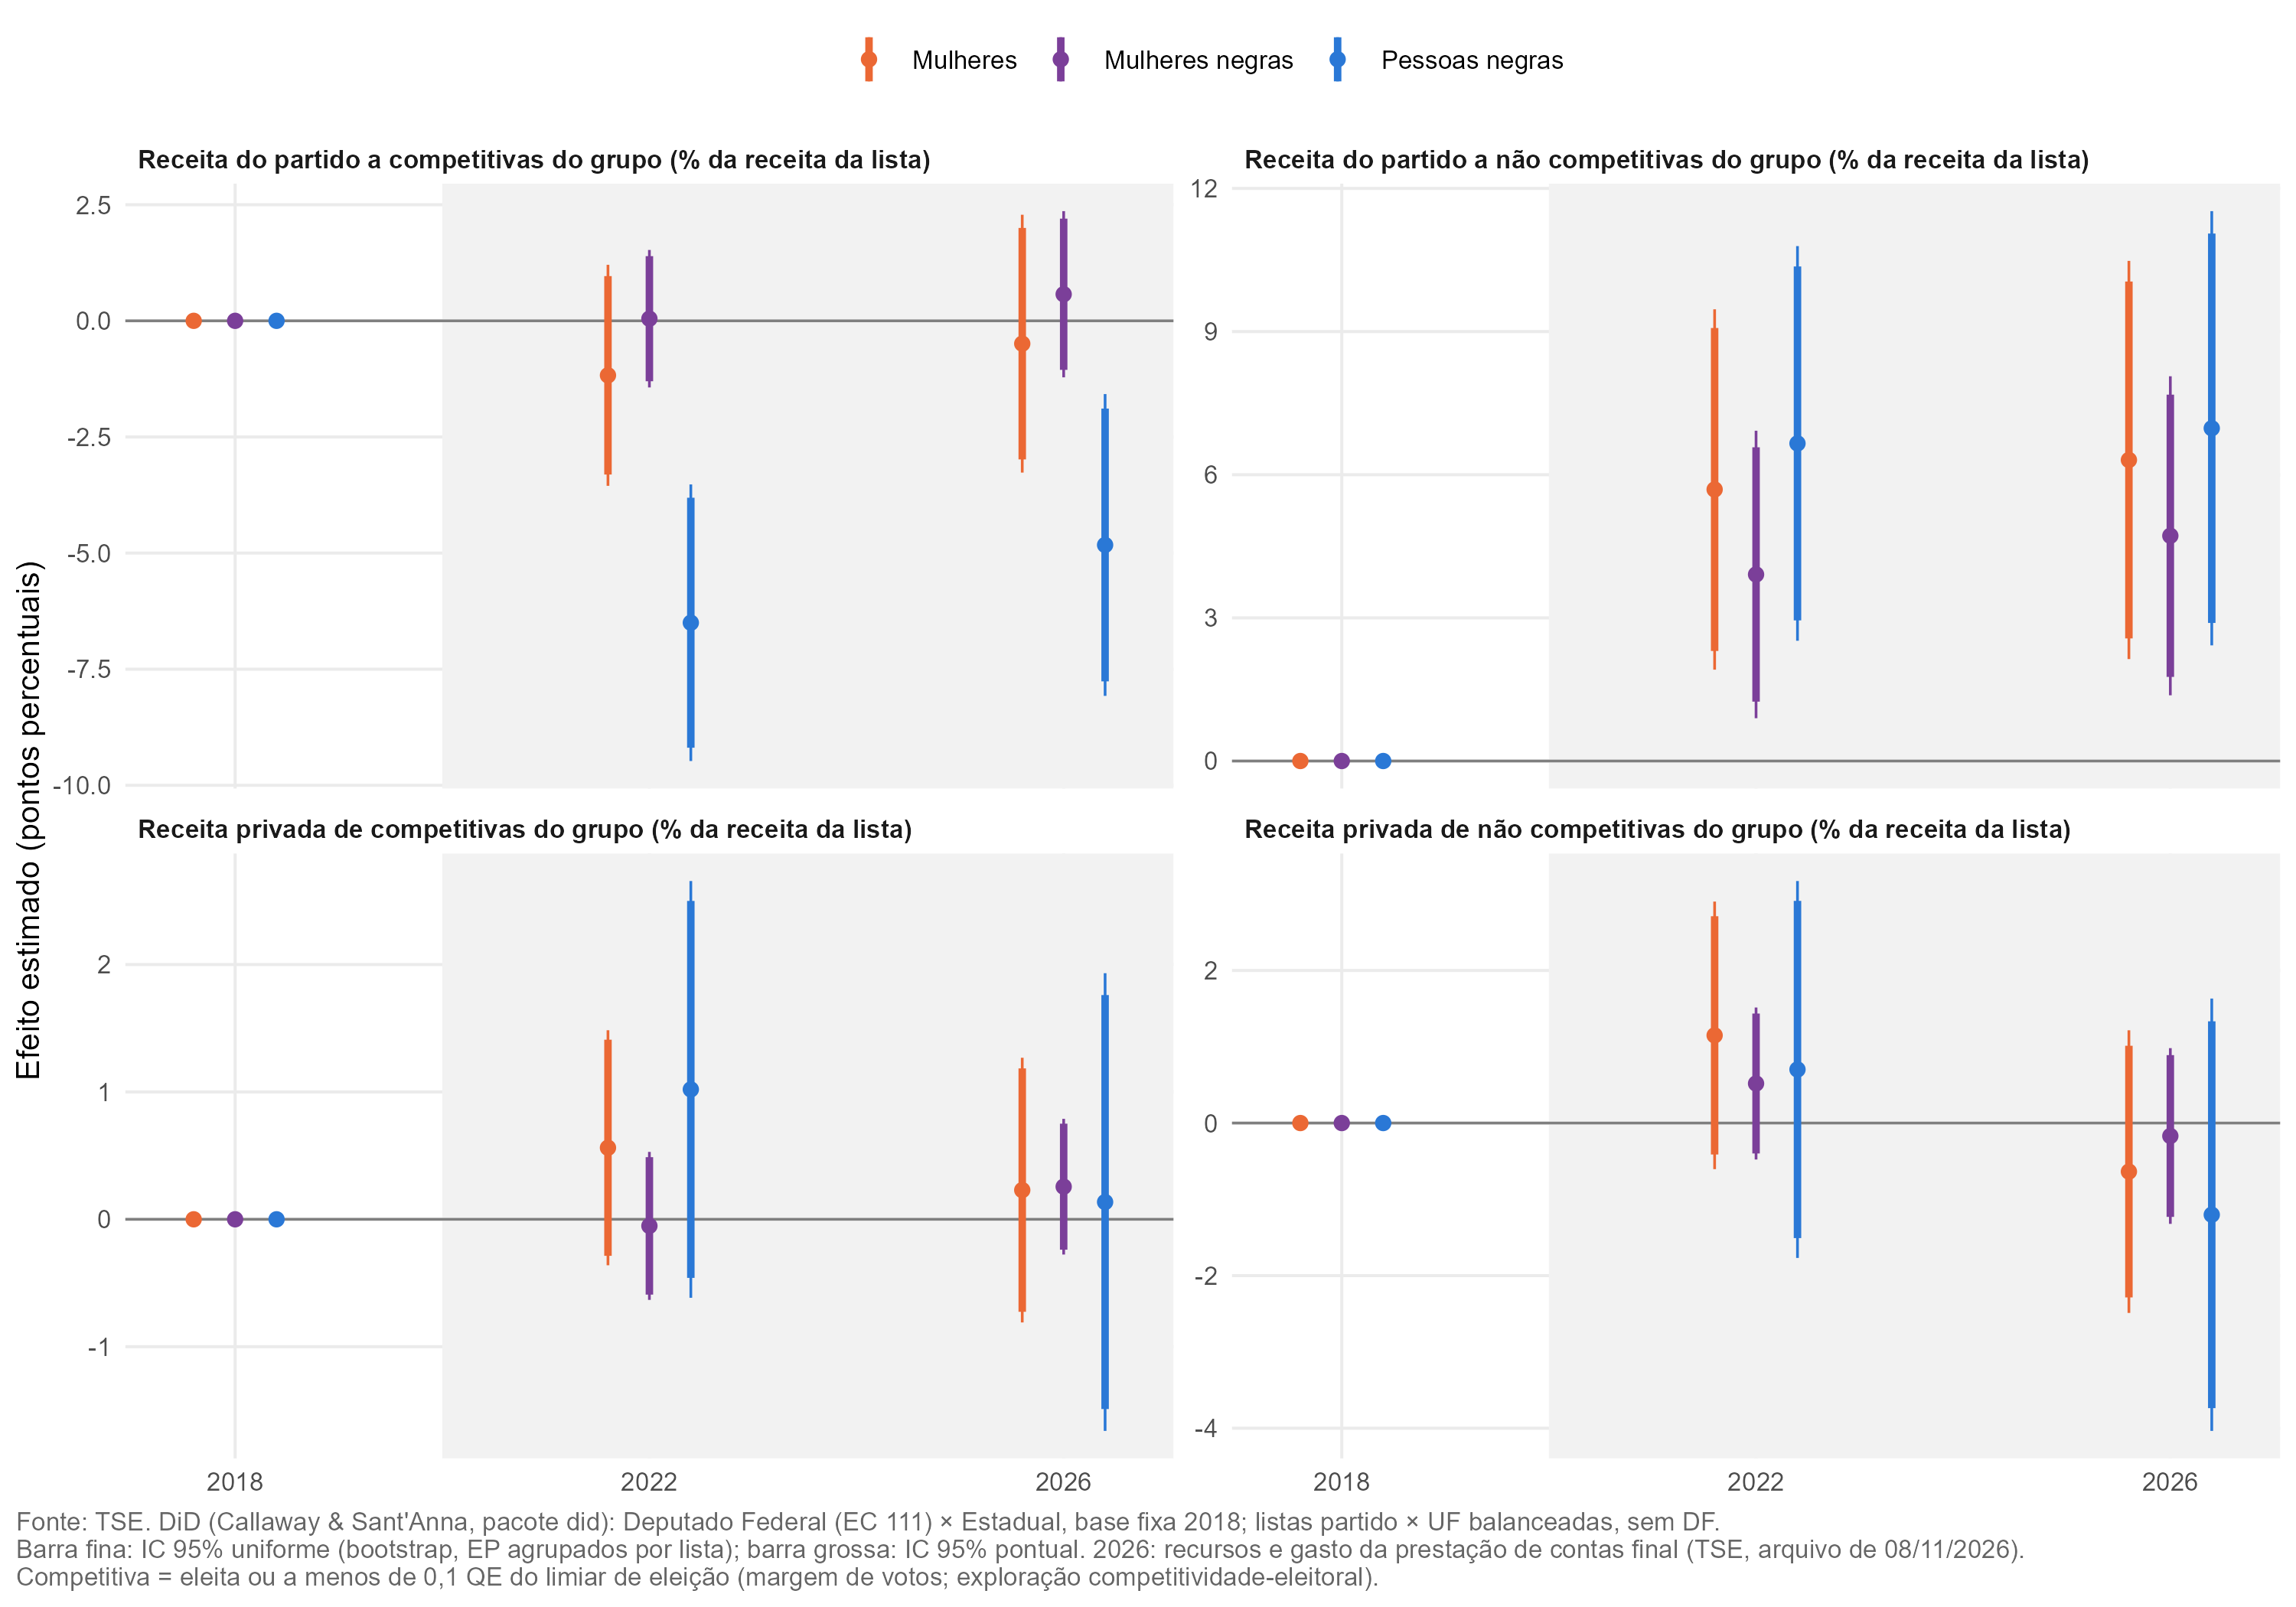 Mulheres
Mulheres negras
Pessoas negras
Efeito estimado (pontos percentuais)
Receita do partido a competitivas do grupo (% da receita da lista)
2.5
0.0
-2.5
-5.0
-7.5
-10.0
Receita do partido a não competitivas do grupo (% da receita da lista)
12
9
6
3
0
Receita privada de competitivas do grupo (% da receita da lista)
2
1
0
-1
2018
2022
2026
Receita privada de não competitivas do grupo (% da receita da lista)
2
0
-2
-4
2018
2022
2026
Fonte: TSE. DiD (Callaway & Sant'Anna, pacote did): Deputado Federal (EC 111) × Estadual, base fixa 2018; listas partido × UF balanceadas, sem DF.
Barra fina: IC 95% uniforme (bootstrap, EP agrupados por lista); barra grossa: IC 95% pontual. 2026: recursos e gasto da prestação de contas final (TSE, arquivo de 08/11/2026).
Competitiva = eleita ou a menos de 0,1 QE do limiar de eleição (margem de votos; exploração competitividade-eleitoral).